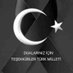 DUALARINIZ İÇİN
TEŞEKKÜRLER TÜRK MİLLETİ